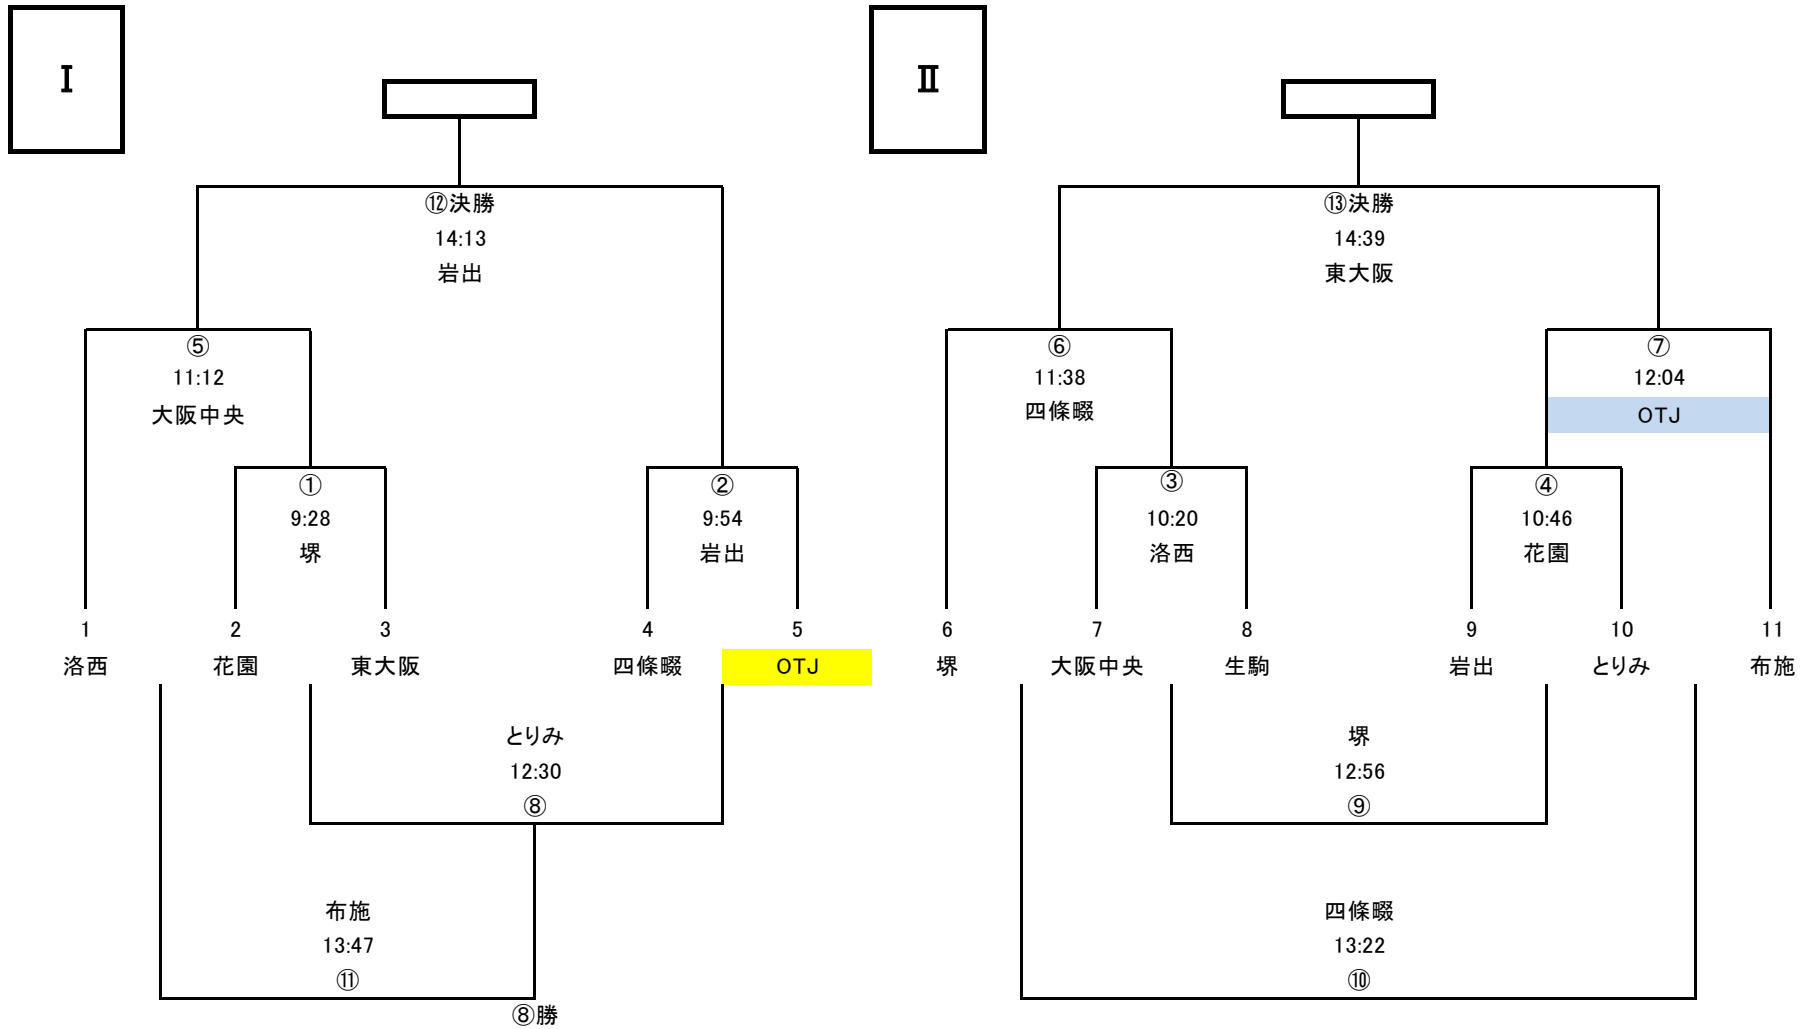 Ⅰ
Ⅱ
⑫決勝
14:13
岩出
⑬決勝
14:39
東大阪
⑤
11:12
大阪中央
⑥
11:38
四條畷
⑦
12:04
OTJ
①
9:28
堺
②
9:54
岩出
③
10:20
洛西
④
10:46
花園
1 2 3 4 5 6 7 8 9 10 11
洛西 花園 東大阪 四條畷 OTJ 堺 大阪中央 生駒 岩出 とりみ 布施
とりみ
12:30
⑧
堺
12:56
⑨
布施
13:47
⑪
⑧勝
四條畷
13:22
⑩